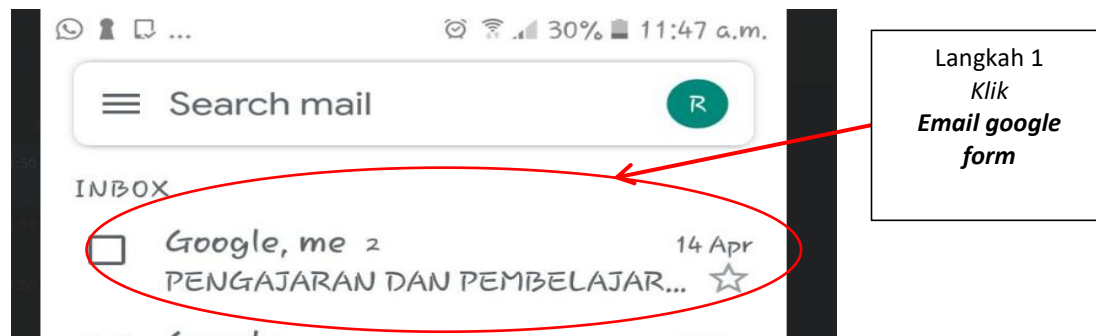 ... 30% 11:47 a.m.
Search mail R
INBOX
Google, me 2 14 Apr
PENGAJARAN DAN PEMBELAJAR...
Langkah 1
Klik
Email google
form